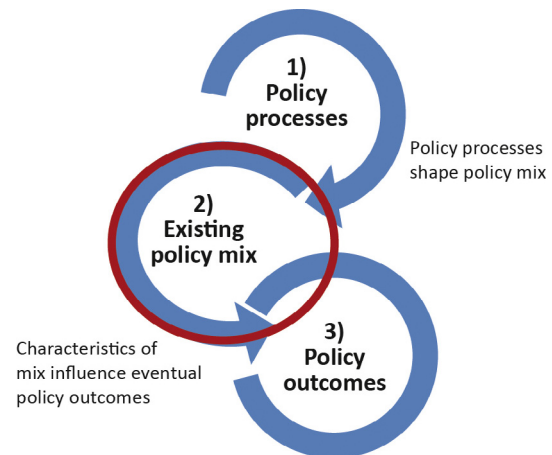 1)
Policy
processes
Policy processes
shape policy mix
2)
Existing
policy mix
3)
Policy
outcomes
Characteristics of
mix influence eventual
policy outcomes